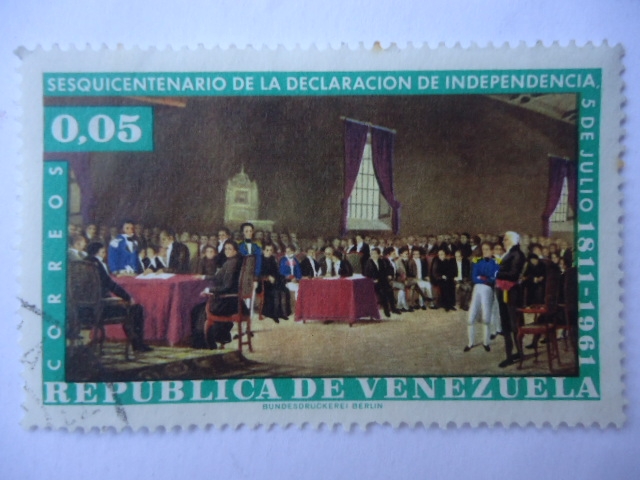 SESQUICENTENARIO DE LA DECLARACION DE INDEPENDENCIA,
5 DE JULIO 1811-1961
0,05
CORREOS
REPUBLICA DE VENEZUELA
BUNDESDRUCKEREI BERLIN